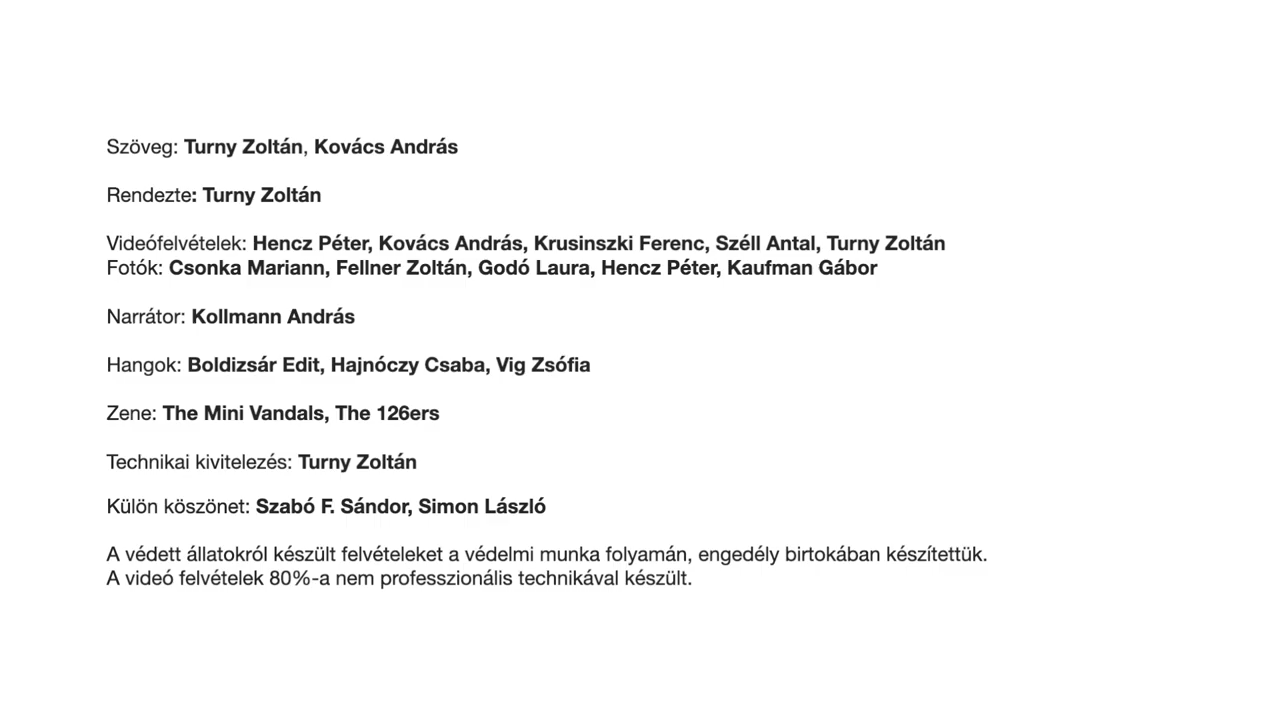 Szöveg: Turny Zoltán, Kovács András
Rendezte: Turny Zoltán
Videófelvételek: Hencz Péter, Kovács András, Krusinszki Ferenc, Széll Antal, Turny Zoltán
Fotók: Csonka Mariann, Fellner Zoltán, Godó Laura, Hencz Péter, Kaufman Gábor
Narrátor: Kollmann András
Hangok: Boldizsár Edit, Hajnóczy Csaba, Vig Zsófia
Zene: The Mini Vandals, The 126ers
Technikai kivitelezés: Turny Zoltán
Külön köszönet: Szabó F. Sándor, Simon László
A védett állatokról készült felvételeket a védelmi munka folyamán, engedély birtokában készítettük.
A videó felvételek 80%-a nem professzionális technikával készült.